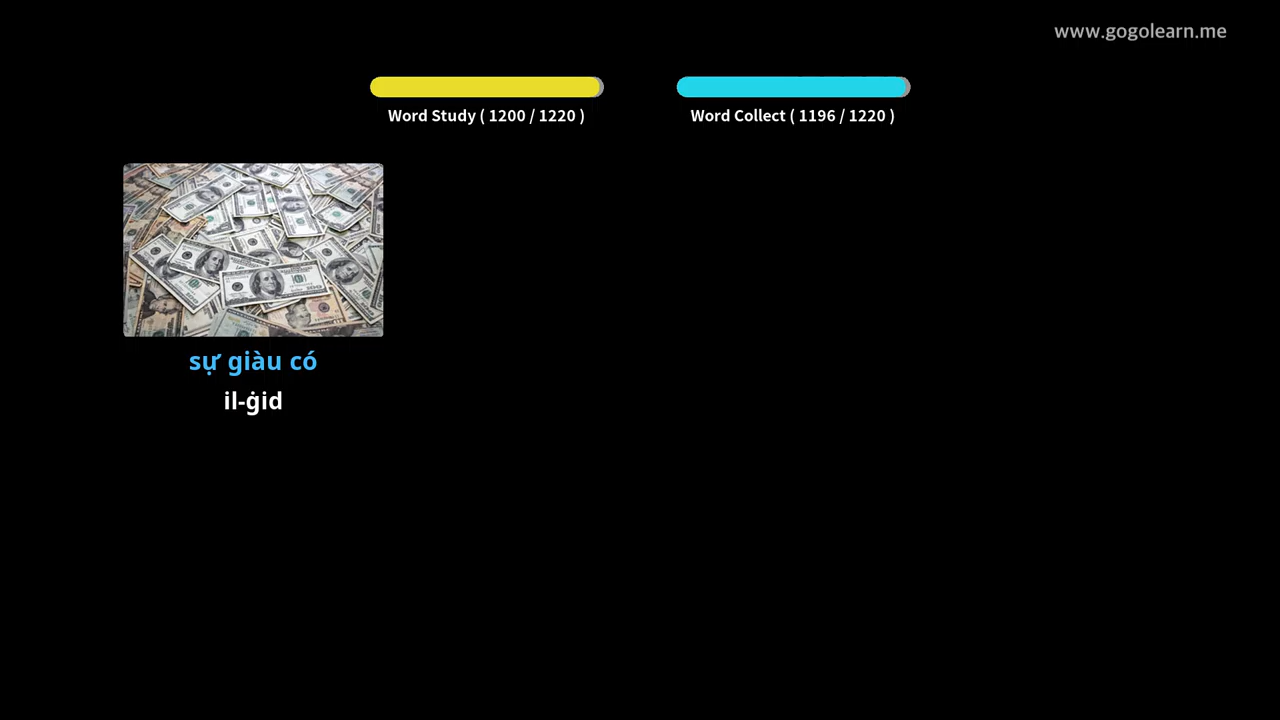 www.gogolearn.me
Word Study ( 1200 / 1220 )
Word Collect ( 1196 / 1220 )
sự giàu có
il-ġid